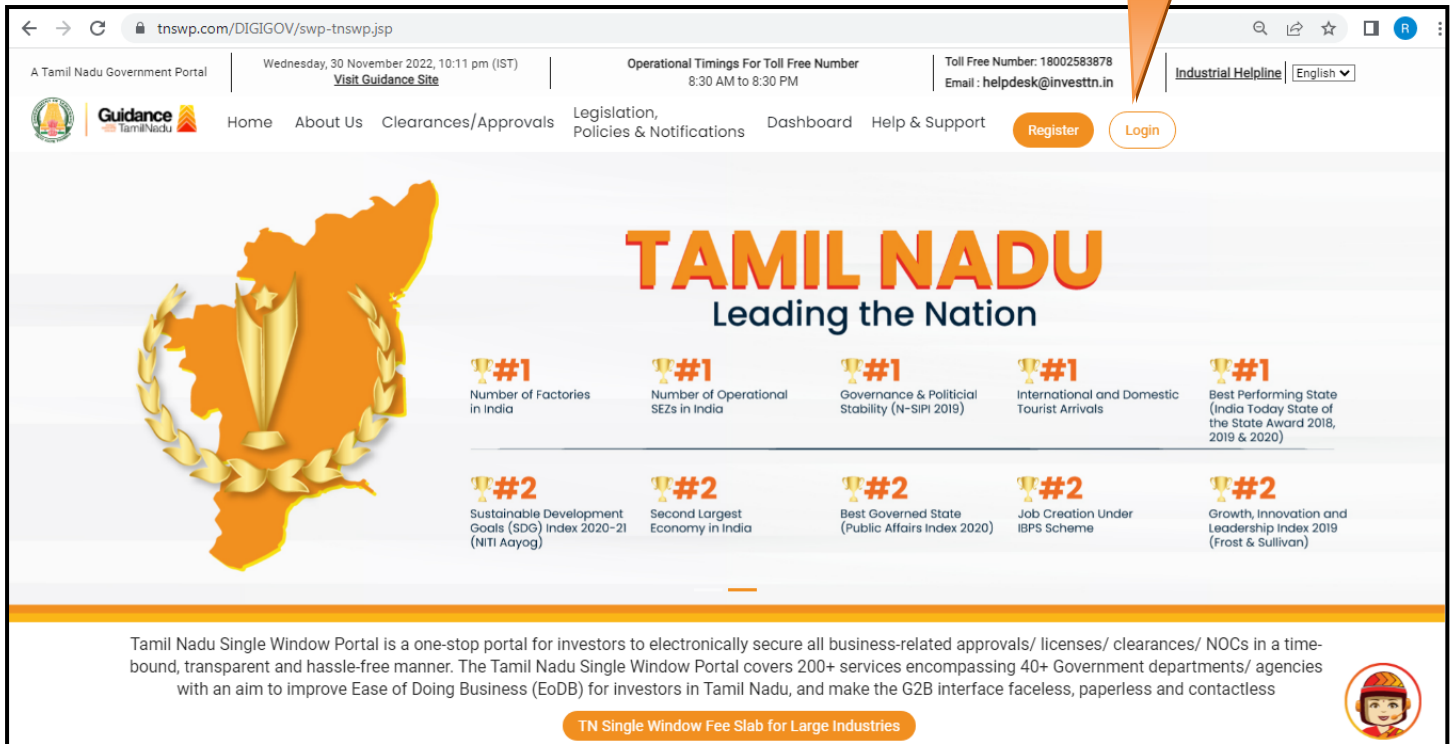 tnswp.com/DIGIGOV/swp-tnswp.jsp
R
A Tamil Nadu Government Portal
Wednesday, 30 November 2022, 10:11 pm (IST)
Visit Guidance Site
Operational Timings For Toll Free Number
8:30 AM to 8:30 PM
Toll Free Number: 18002583878
Email : helpdesk@investtn.in
Industrial Helpline
English
Guidance
TamilNadu
Home
About Us
Clearances/Approvals
Legislation,
Policies & Notifications
Dashboard
Help & Support
Register
Login
TAMIL NADU
Leading the Nation
#1
Number of Factories
in India
#1
Number of Operational
SEZs in India
#1
Governance & Politicial
Stability (N-SIPI 2019)
#1
International and Domestic
Tourist Arrivals
#1
Best Performing State
(India Today State of
the State Award 2018,
2019 & 2020)
#2
Sustainable Development
Goals (SDG) Index 2020-21
(NITI Aayog)
#2
Second Largest
Economy in India
#2
Best Governed State
(Public Affairs Index 2020)
#2
Job Creation Under
IBPS Scheme
#2
Growth, Innovation and
Leadership Index 2019
(Frost & Sullivan)
Tamil Nadu Single Window Portal is a one-stop portal for investors to electronically secure all business-related approvals/ licenses/ clearances/ NOCs in a time-
bound, transparent and hassle-free manner. The Tamil Nadu Single Window Portal covers 200+ services encompassing 40+ Government departments/ agencies
with an aim to improve Ease of Doing Business (EoDB) for investors in Tamil Nadu, and make the G2B interface faceless, paperless and contactless
TN Single Window Fee Slab for Large Industries